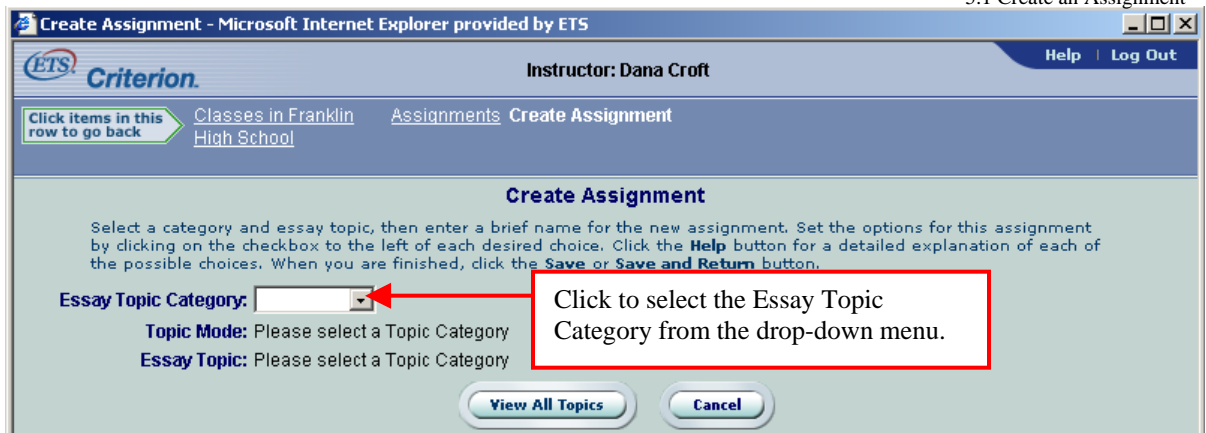 5.1 Create an Assignment
Create Assignment - Microsoft Internet Explorer provided by ETS
ETS Criterion.
Instructor: Dana Croft
Help | Log Out
Click items in this
row to go back
Classes in Franklin
High School
Assignments Create Assignment
Create Assignment
Select a category and essay topic, then enter a brief name for the new assignment. Set the options for this assignment
by clicking on the checkbox to the left of each desired choice. Click the Help button for a detailed explanation of each of
the possible choices. When you are finished, click the Save or Save and Return button.
Essay Topic Category:
Click to select the Essay Topic
Category from the drop-down menu.
Topic Mode: Please select a Topic Category
Essay Topic: Please select a Topic Category
View All Topics Cancel